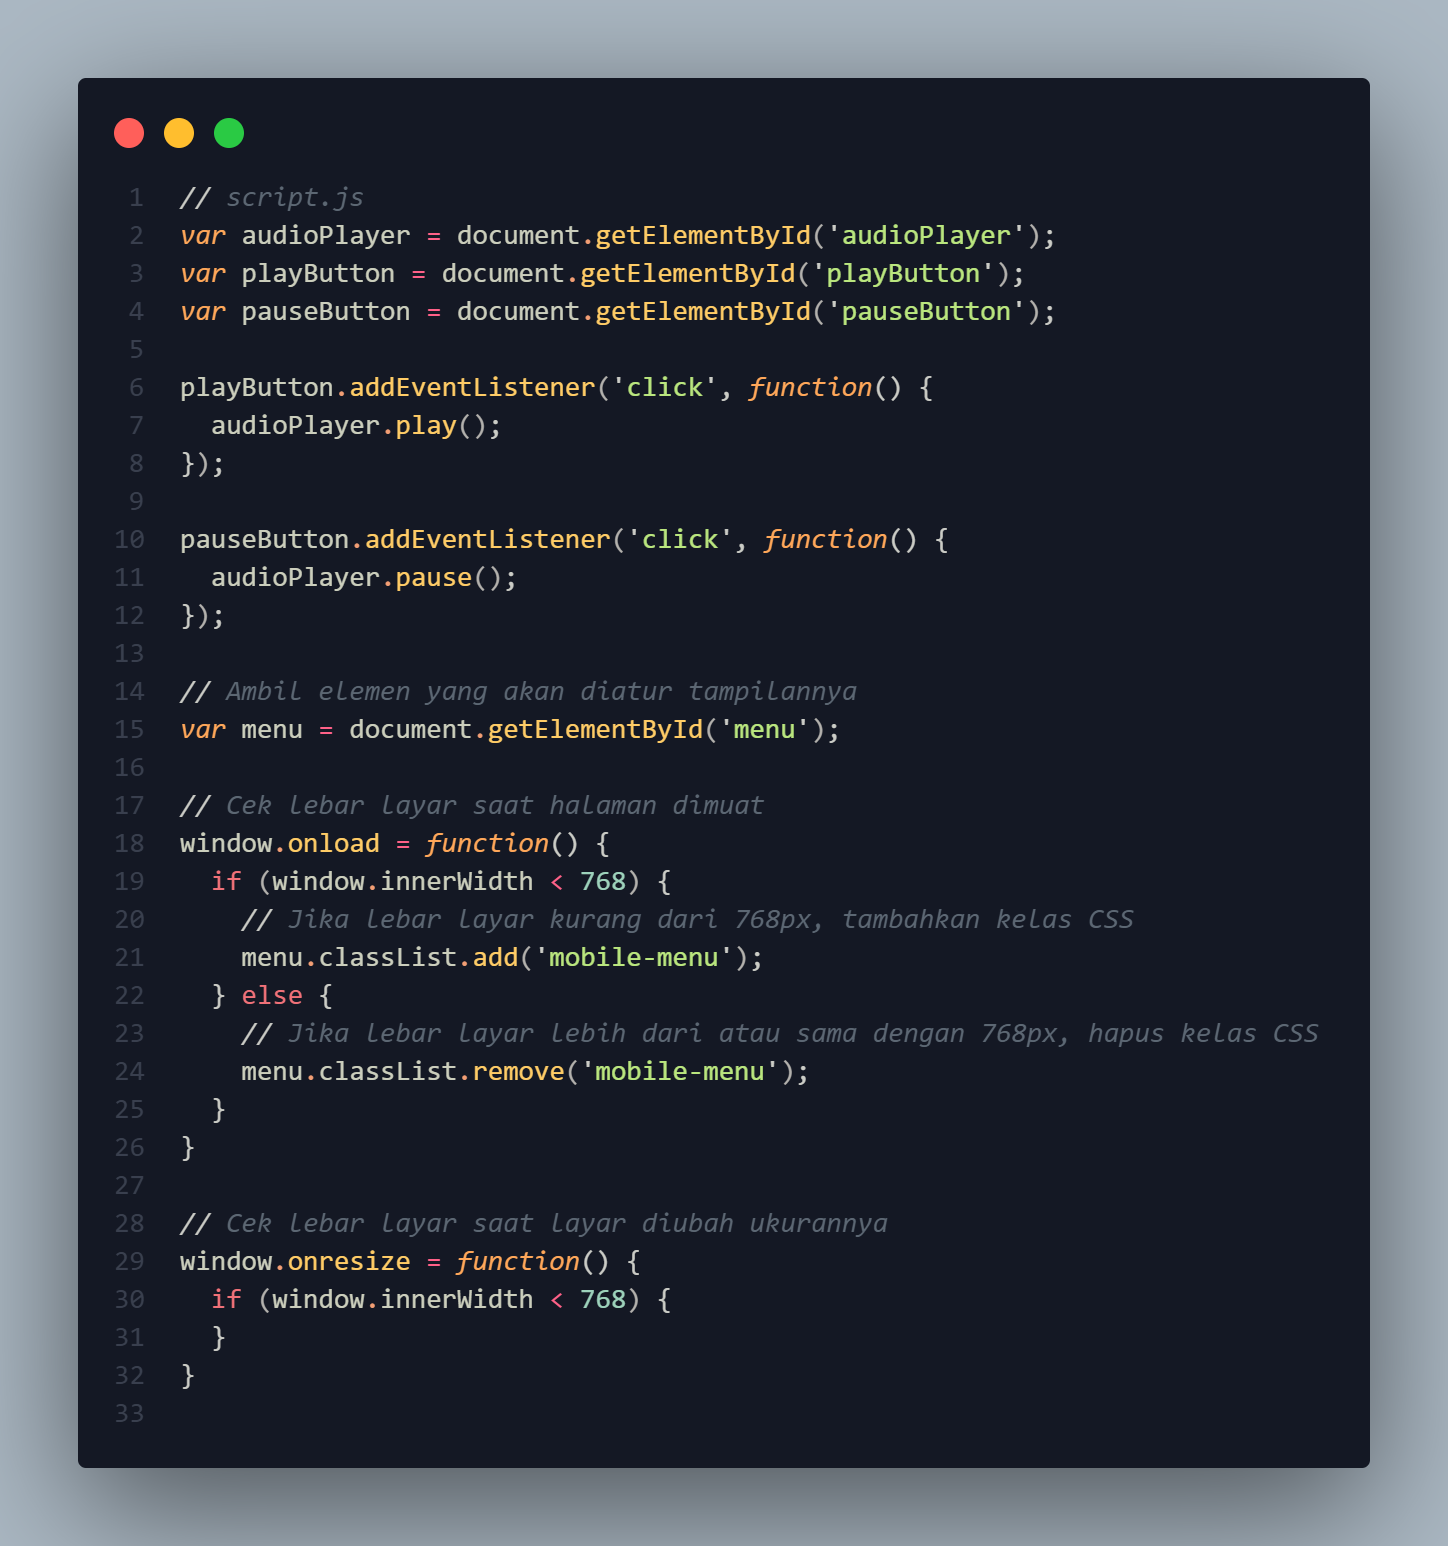 1 // script.js
2 var audioPlayer = document.getElementById('audioPlayer');
3 var playButton = document.getElementById('playButton');
4 var pauseButton = document.getElementById('pauseButton');
5
6 playButton.addEventListener('click', function() {
7   audioPlayer.play();
8 });
9
10 pauseButton.addEventListener('click', function() {
11   audioPlayer.pause();
12 });
13
14 // Ambil elemen yang akan diatur tampilannya
15 var menu = document.getElementById('menu');
16
17 // Cek lebar layar saat halaman dimuat
18 window.onload = function() {
19   if (window.innerWidth < 768) {
20     // Jika lebar layar kurang dari 768px, tambahkan kelas CSS
21     menu.classList.add('mobile-menu');
22   } else {
23     // Jika lebar layar lebih dari atau sama dengan 768px, hapus kelas CSS
24     menu.classList.remove('mobile-menu');
25   }
26 }
27
28 // Cek lebar layar saat layar diubah ukurannya
29 window.onresize = function() {
30   if (window.innerWidth < 768) {
31   }
32 }
33